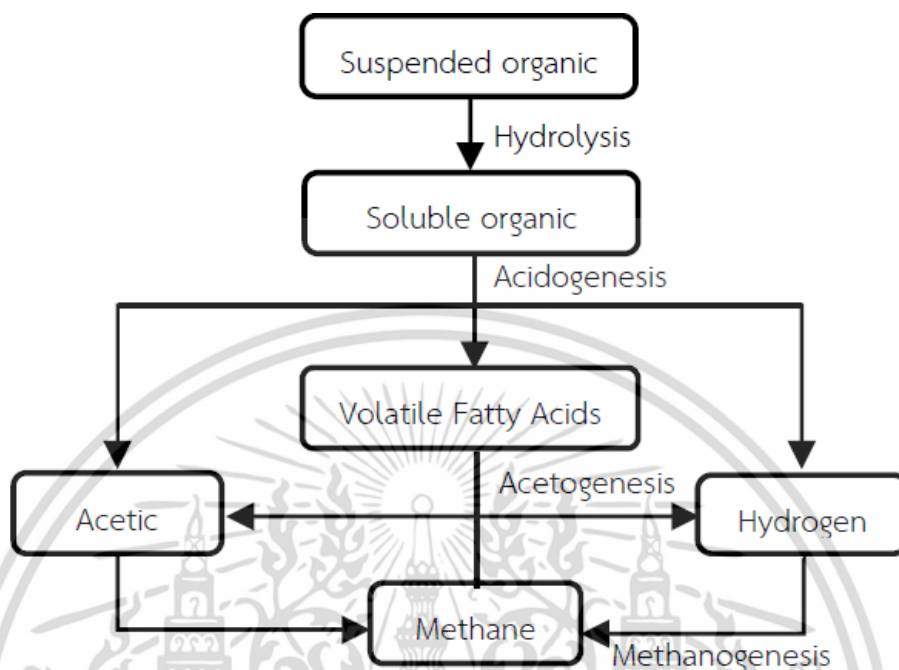 Suspended organic
Hydrolysis
Soluble organic
Acidogenesis
Volatile Fatty Acids
Acetogenesis
Acetic
Hydrogen
Methane
Methanogenesis